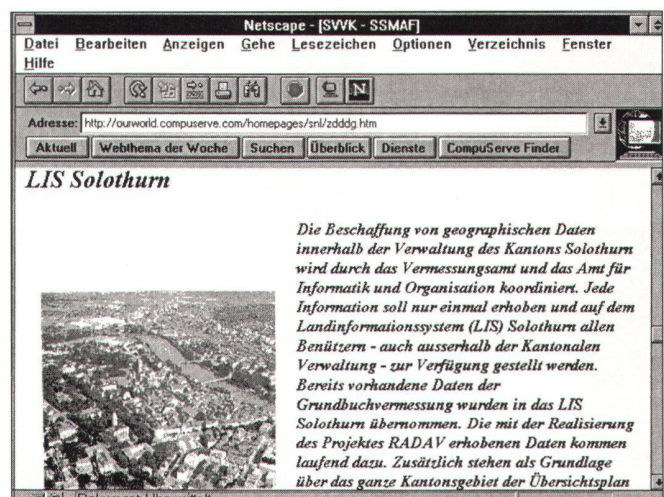 Netscape - [SVVK - SSMAF]
Datei Bearbeiten Anzeigen Gehe Lesezeichen Optionen Verzeichnis Fenster
Hilfe
N
Adresse: http://ourworld.compuserve.com/homepages/snl/zdddg.htm
Aktuell Webthema der Woche Suchen Überblick Dienste CompuServe Finder
LIS Solothurn
Die Beschaffung von geographischen Daten
innerhalb der Verwaltung des Kantons Solothurn
wird durch das Vermessungsamt und das Amt für
Informatik und Organisation koordiniert. Jede
Information soll nur einmal erhoben und auf dem
Landinformationssystem (LIS) Solothurn allen
Benützern - auch ausserhalb der Kantonalen
Verwaltung - zur Verfügung gestellt werden.
Bereits vorhandene Daten der
Grundbuchvermessung wurden in das LIS
Solothurn übernommen. Die mit der Realisierung
des Projektes RADAV erhobenen Daten kommen
laufend dazu. Zusätzlich stehen als Grundlage
über das ganze Kantonsgebiet der Übersichtsplan